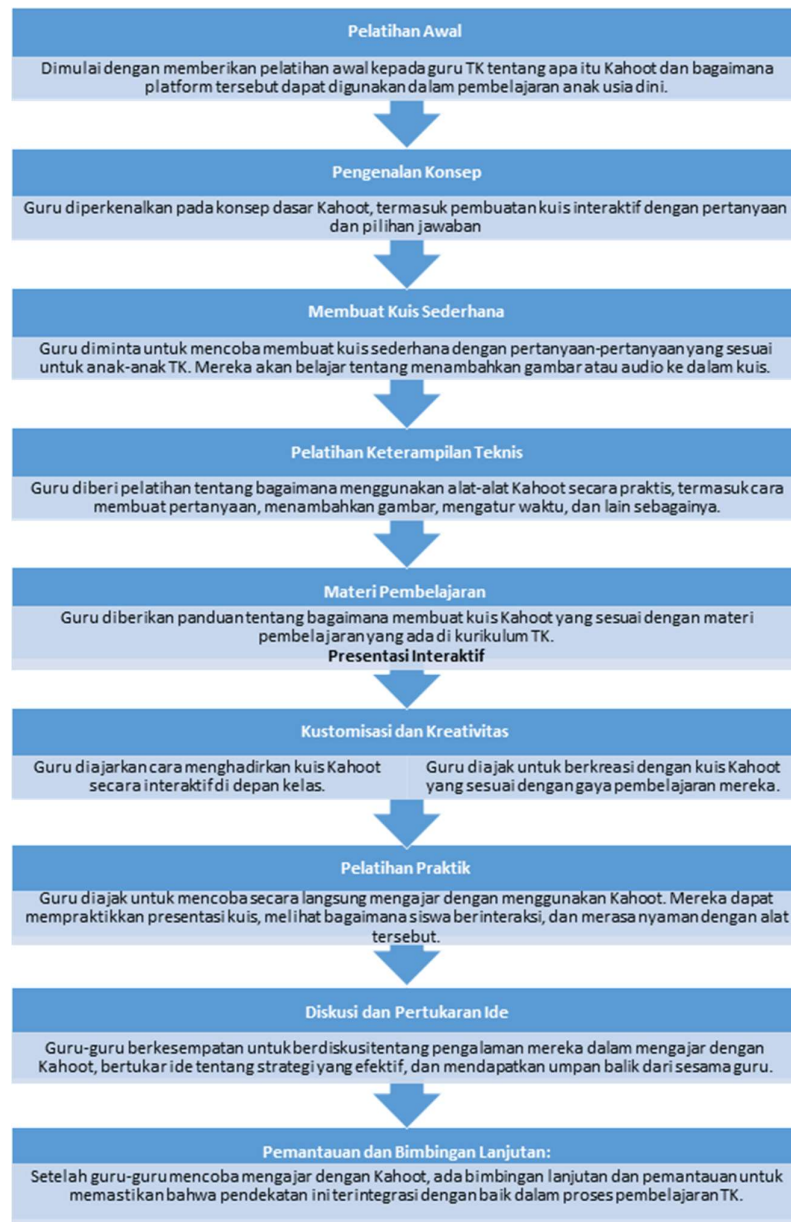 Pelatihan Awal
Dimulai dengan memberikan pelatihan awal kepada guru TK tentang apa itu Kahoot dan bagaimana
platform tersebut dapat digunakan dalam pembelajaran anak usia dini.
Pengenalan Konsep
Guru diperkenalkan pada konsep dasar Kahoot, termasuk pembuatan kuis interaktif dengan pertanyaan
dan pilihan jawaban
Membuat Kuis Sederhana
Guru diminta untuk mencoba membuat kuis sederhana dengan pertanyaan-pertanyaan yang sesuai
untuk anak-anak TK. Mereka akan belajar tentang menambahkan gambar atau audio ke dalam kuis.
Pelatihan Keterampilan Teknis
Guru diberi pelatihan tentang bagaimana menggunakan alat-alat Kahoot secara praktis, termasuk cara
membuat pertanyaan, menambahkan gambar, mengatur waktu, dan lain sebagainya.
Materi Pembelajaran
Guru diberikan panduan tentang bagaimana membuat kuis Kahoot yang sesuai dengan materi
pembelajaran yang ada di kurikulum TK.
Presentasi Interaktif
Kustomisasi dan Kreativitas
Guru diajarkan cara menghadirkan kuis Kahoot
secara interaktif di depan kelas.
Guru diajak untuk berkreasi dengan kuis Kahoot
yang sesuai dengan gaya pembelajaran mereka.
Pelatihan Praktik
Guru diajak untuk mencoba secara langsung mengajar dengan menggunakan Kahoot. Mereka dapat
mempraktikkan presentasi kuis, melihat bagaimana siswa berinteraksi, dan merasa nyaman dengan alat
tersebut.
Diskusi dan Pertukaran Ide
Guru-guru berkesempatan untuk berdiskusi tentang pengalaman mereka dalam mengajar dengan
Kahoot, bertukar ide tentang strategi yang efektif, dan mendapatkan umpan balik dari sesama guru.
Pemantauan dan Bimbingan Lanjutan:
Setelah guru-guru mencoba mengajar dengan Kahoot, ada bimbingan lanjutan dan pemantauan untuk
memastikan bahwa pendekatan ini terintegrasi dengan baik dalam proses pembelajaran TK.